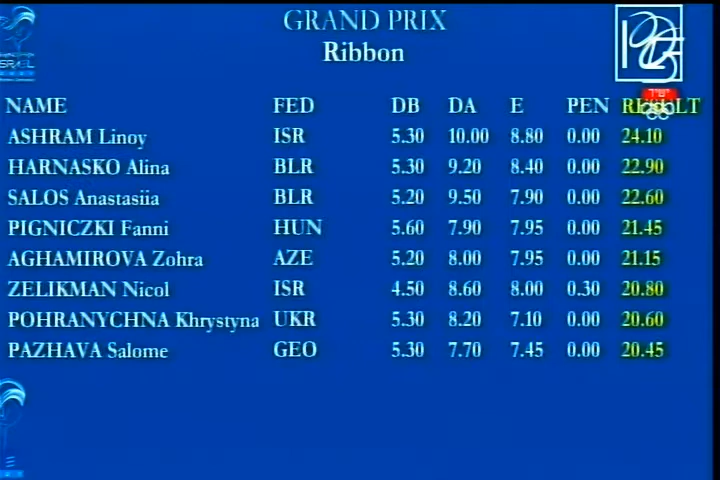 GRAND PRIX
Ribbon
NAME FED DB DA E PEN RESULT
ASHRAM Linoy ISR 5.30 10.00 8.80 0.00 24.10
HARNASKO Alina BLR 5.30 9.20 8.40 0.00 22.90
SALOS Anastasiia BLR 5.20 9.50 7.90 0.00 22.60
PIGNICZKI Fanni HUN 5.60 7.90 7.95 0.00 21.45
AGHAMIROVA Zohra AZE 5.20 8.00 7.95 0.00 21.15
ZELIKMAN Nicol ISR 4.50 8.60 8.00 0.30 20.80
POHRANYCHNA Khrystyna UKR 5.30 8.20 7.10 0.00 20.60
PAZHAVA Salome GEO 5.30 7.70 7.45 0.00 20.45